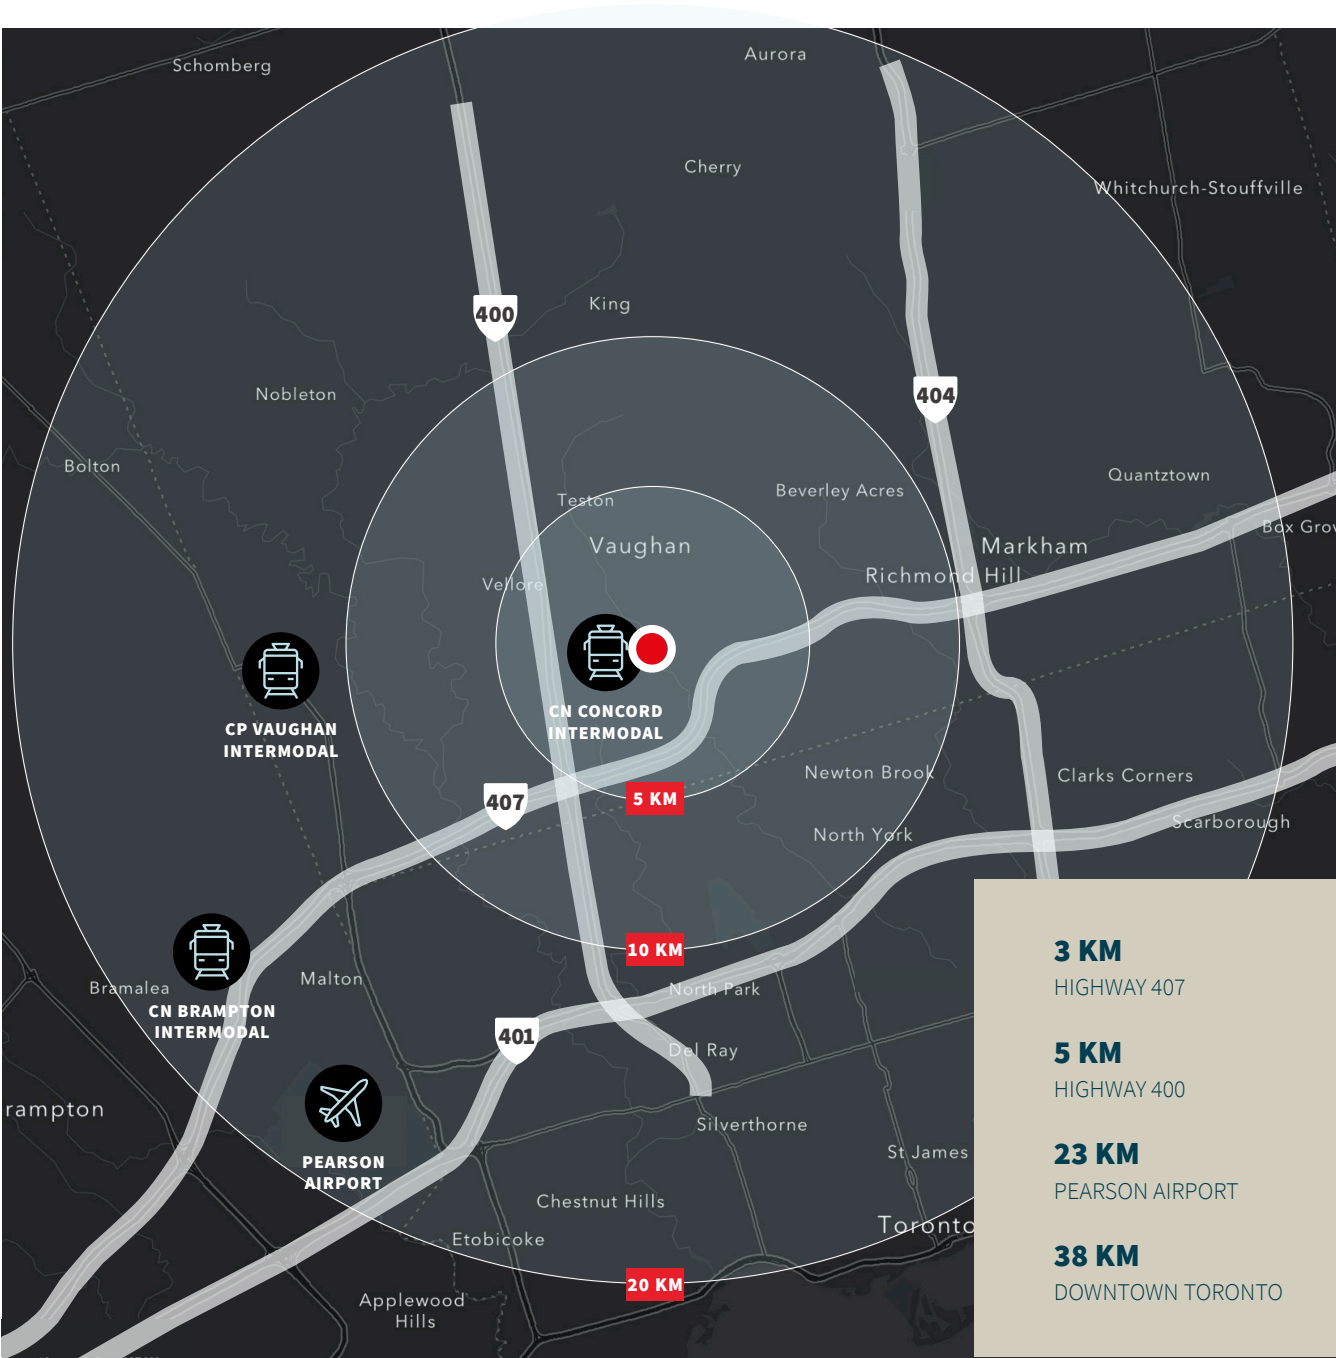 Schomberg
Aurora
Cherry
Whitchurch-Stouffville
400
King
Nobleton
404
Bolton
Quantztown
Beverley Acres
Teston
Box Grov
Vaughan
Markham
Richmond Hill
Vellore
CP VAUGHAN
INTERMODAL
CN CONCORD
INTERMODAL
407
5 KM
Newton Brook
Clarks Corners
North York
Scarborough
10 KM
Malton
Bramalea
North Park
CN BRAMPTON
INTERMODAL
401
Del Ray
rampton
Silverthorne
St James
PEARSON
AIRPORT
Chestnut Hills
Toronto
Etobicoke
20 KM
Applewood
Hills
3 KM
HIGHWAY 407
5 KM
HIGHWAY 400
23 KM
PEARSON AIRPORT
38 KM
DOWNTOWN TORONTO